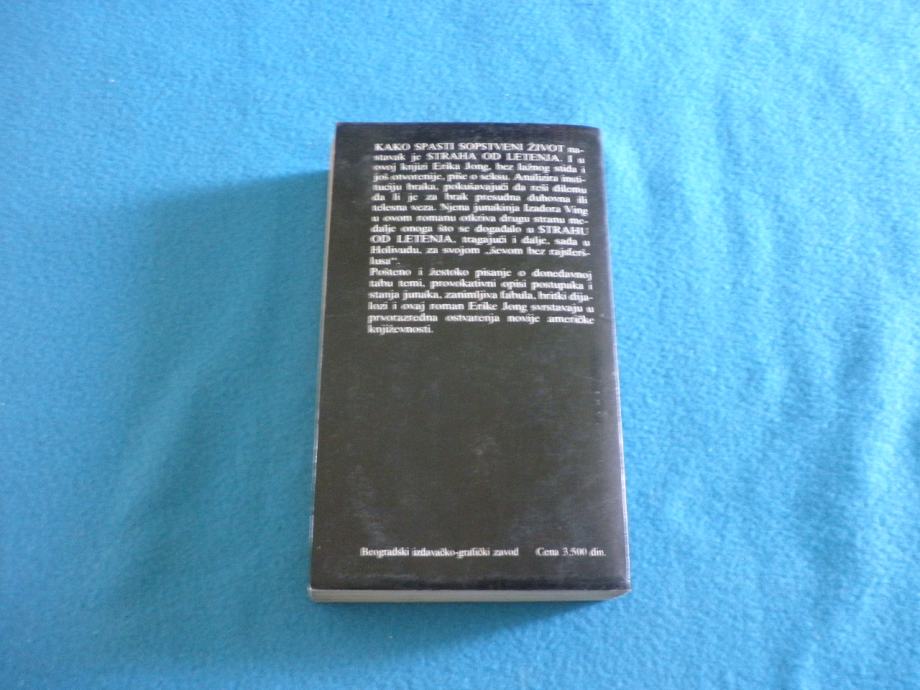 KAKO SPASTI SOPSTVENI ŽIVOT na-
stavak je STRAHA OD LETENJA. I u
ovoj knjizi Erika Jong, bez lažnog stida i
još otvorenije, piše o seksu. Analizira insti-
tuciju braka, pokušavajući da reši dilemu
da li je za brak presudna duhovna ili
telesna veza. Njena junakinja Izadora Ving
u ovom romanu otkriva drugu stranu me-
dalje onoga što se događalo u STRAHU
OD LETENJA, tragajući i dalje, sada u
Holivudu, za svojom „ševom bez rajsferš-
lusa“.
Pošteno i žestoko pisanje o donedavnoj
tabu temi, provokativni opisi postupaka i
stanja junaka, zanimljiva fabula, britki dija-
lozi i ovaj roman Erike Jong svrstavaju u
prvorazredna ostvarenja novije američke
književnosti.
Beogradski izdavačko-grafički zavod Cena 3.500 din.